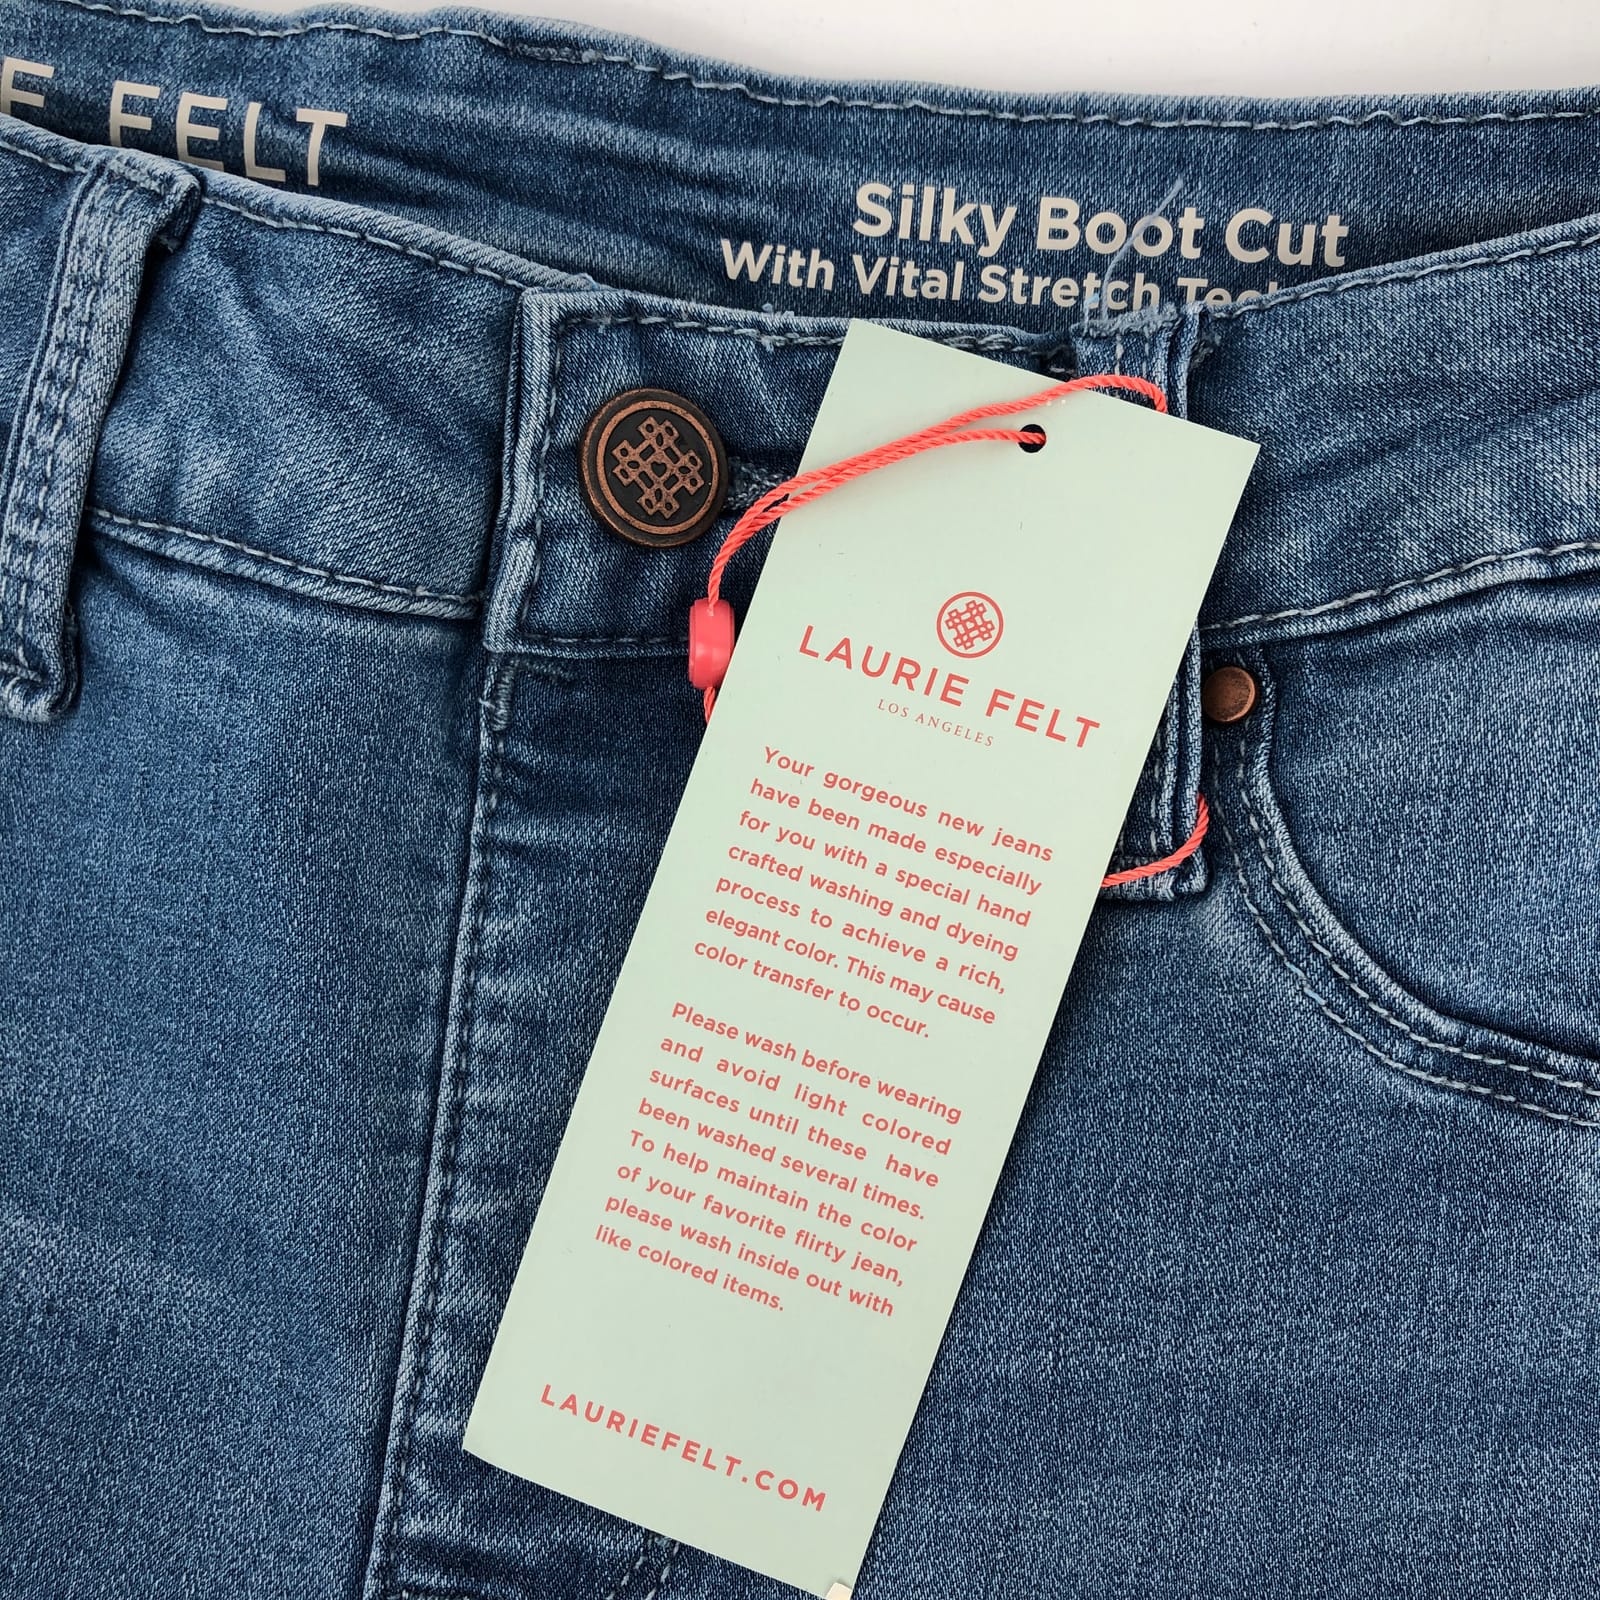 FELT
Silky Boot Cut
With Vital Stretch
LAURIE FELT
LOS ANGELES
Your gorgeous new jeans
have been made especially
for you with a special hand
crafted washing and dyeing
process to achieve a rich,
elegant color. This may cause
color transfer to occur.
Please wash before wearing
and avoid light colored
surfaces until these have
been washed several times.
To help maintain the color
of your favorite flirty jean,
please wash inside out with
like colored items.
LAURIEFELT.COM